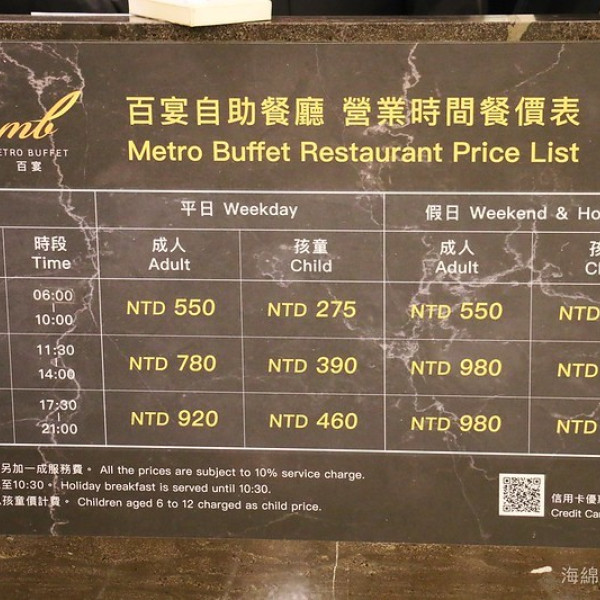 mb
METRO BUFFET
百宴
百宴自助餐廳 營業時間餐價表
Metro Buffet Restaurant Price List
平日 Weekday
假日 Weekend &
時段
Time
成人
Adult
孩童
Child
成人
Adult
06:00
|
10:00
NTD 550
NTD 275
NTD 550
NTD
11:30
|
14:00
NTD 780
NTD 390
NTD 980
NTD
17:30
|
21:00
NTD 920
NTD 460
NTD 980
NTD
另加一成服務費。 All the prices are subject to 10% service charge.
至10:30。 Holiday breakfast is served until 10:30.
孩童價計費。 Children aged 6 to 12 charged as child price.
信用卡優
Credit
海綿